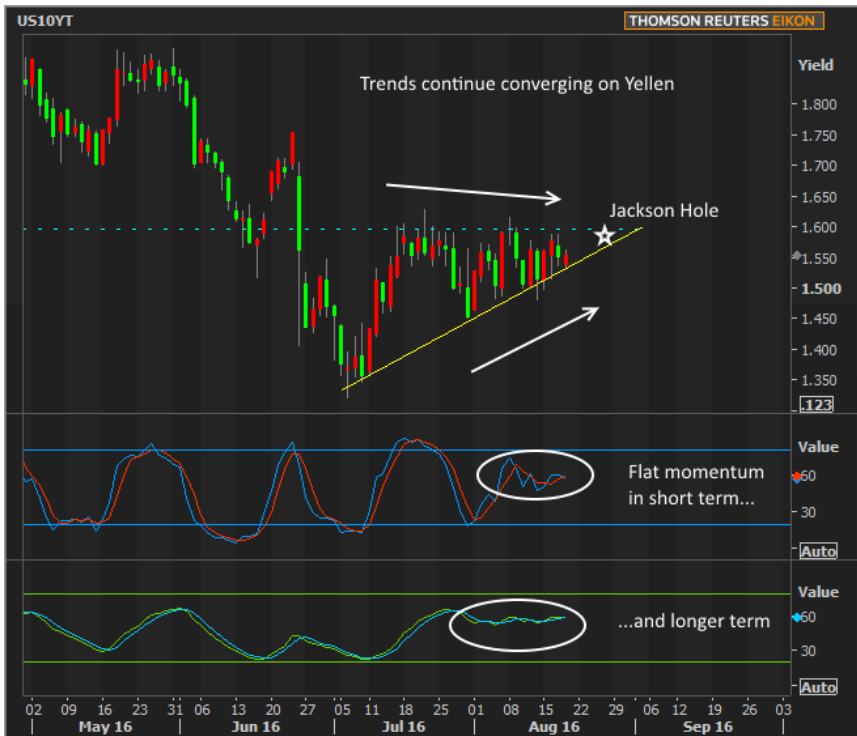 US10YT
THOMSON REUTERS EIKON
Yield
Trends continue converging on Yellen
1.800
1.750
1.700
1.650
Jackson Hole
1.600
1.550
1.500
1.450
1.400
1.350
.123
Value
60
Flat momentum
in short term...
30
Auto
Value
60
...and longer term
30
Auto
02 09 16 23 31 06 13 20 27 05 11 18 25 01 08 15 22 29 06 12 19 26 03
May 16 Jun 16 Jul 16 Aug 16 Sep 16